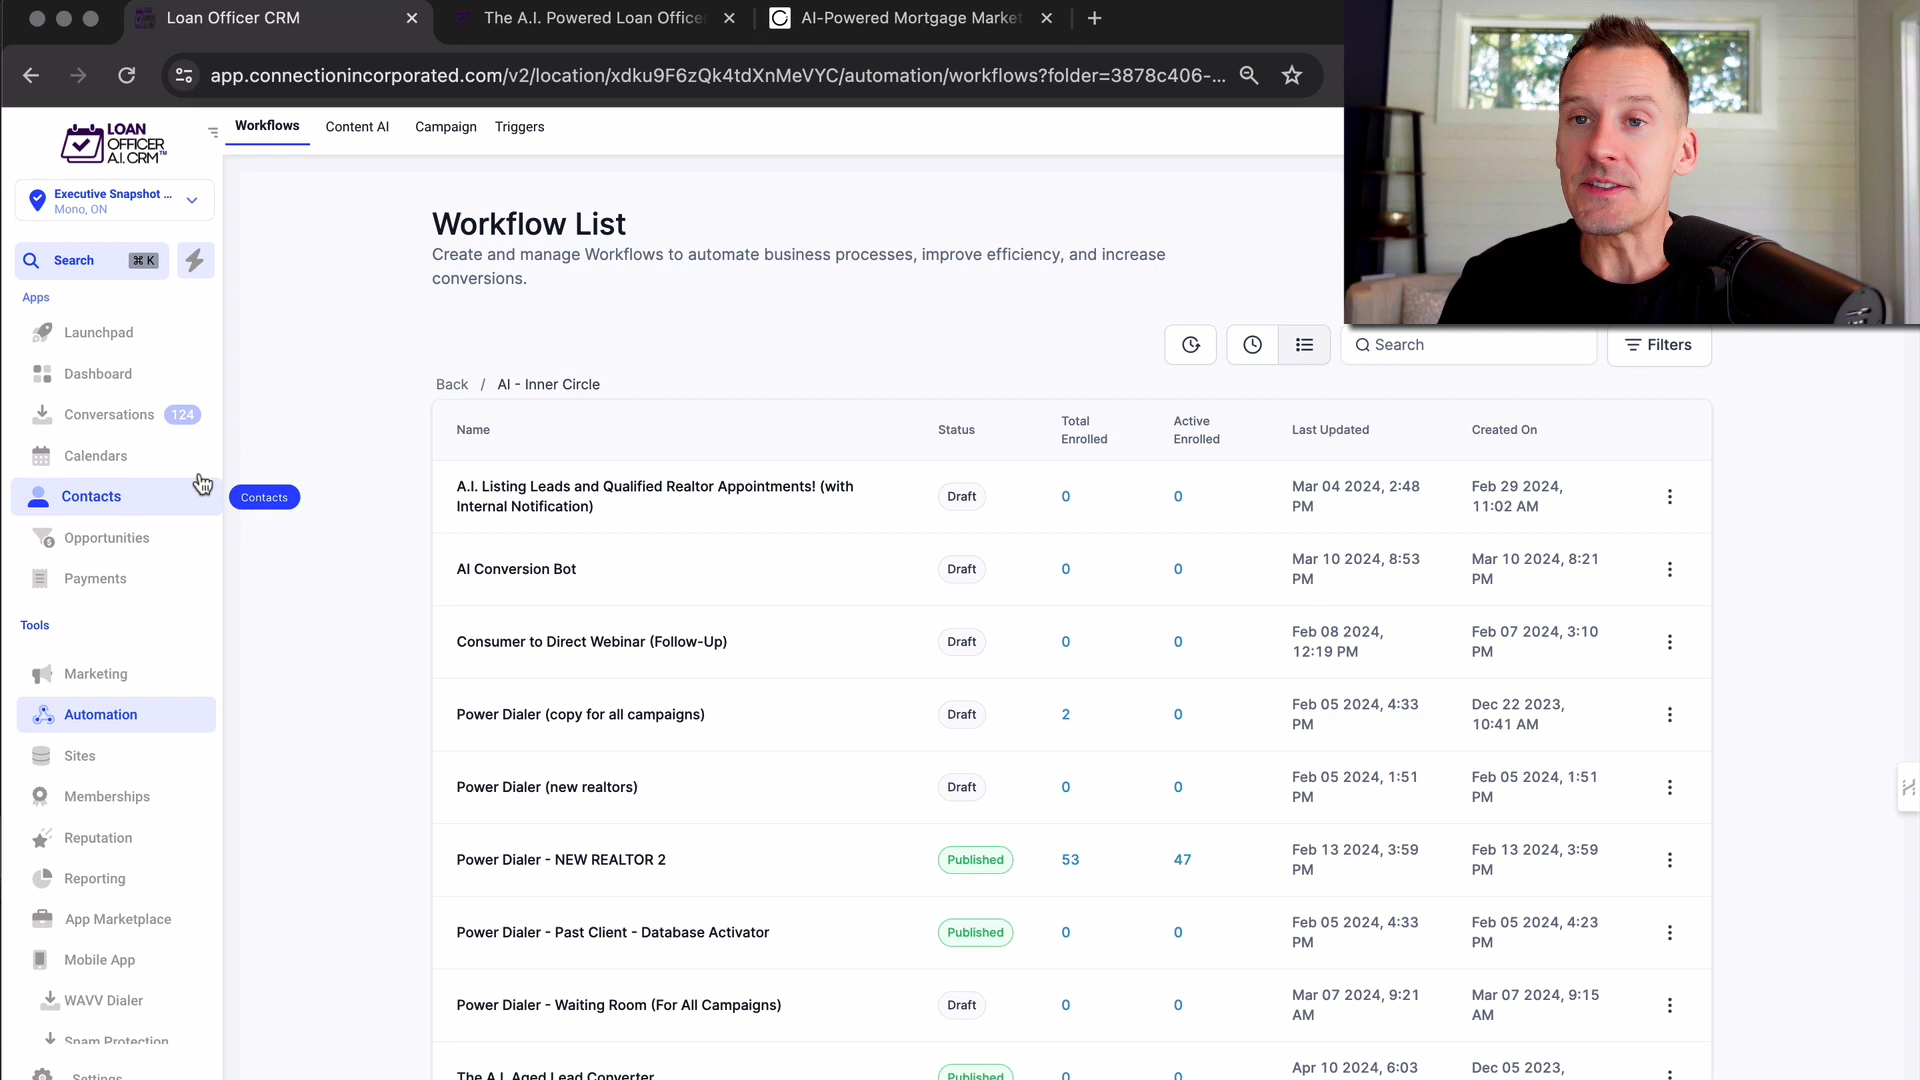 Loan Officer CRM
The A.I. Powered Loan Office
AI-Powered Mortgage Market
app.connectionincorporated.com/v2/location/xdku9F6zQk4tdXnMeVYC/automation/workflows?folder=3878c406-...
LOAN
OFFICER
A.I. CRM™
Workflows
Content AI
Campaign
Triggers
Executive Snapshot ...
Mono, ON
Search
⌘ K
Apps
Launchpad
Dashboard
Conversations 124
Calendars
Contacts
Contacts
Opportunities
Payments
Tools
Marketing
Automation
Sites
Memberships
Reputation
Reporting
App Marketplace
Mobile App
WAVV Dialer
Spam Protection
Settings
Workflow List
Create and manage Workflows to automate business processes, improve efficiency, and increase
conversions.
Search
Filters
Back / AI - Inner Circle
Name
Status
Total
Enrolled
Active
Enrolled
Last Updated
Created On
A.I. Listing Leads and Qualified Realtor Appointments! (with
Internal Notification)
Draft
0
0
Mar 04 2024, 2:48
PM
Feb 29 2024,
11:02 AM
AI Conversion Bot
Draft
0
0
Mar 10 2024, 8:53
PM
Mar 10 2024, 8:21
PM
Consumer to Direct Webinar (Follow-Up)
Draft
0
0
Feb 08 2024,
12:19 PM
Feb 07 2024, 3:10
PM
Power Dialer (copy for all campaigns)
Draft
2
0
Feb 05 2024, 4:33
PM
Dec 22 2023,
10:41 AM
Power Dialer (new realtors)
Draft
0
0
Feb 05 2024, 1:51
PM
Feb 05 2024, 1:51
PM
Power Dialer - NEW REALTOR 2
Published
53
47
Feb 13 2024, 3:59
PM
Feb 13 2024, 3:59
PM
Power Dialer - Past Client - Database Activator
Published
0
0
Feb 05 2024, 4:33
PM
Feb 05 2024, 4:23
PM
Power Dialer - Waiting Room (For All Campaigns)
Draft
0
0
Mar 07 2024, 9:21
AM
Mar 07 2024, 9:15
AM
The A.I. Aged Lead Converter
Published
0
0
Apr 10 2024, 6:03
Dec 05 2023,